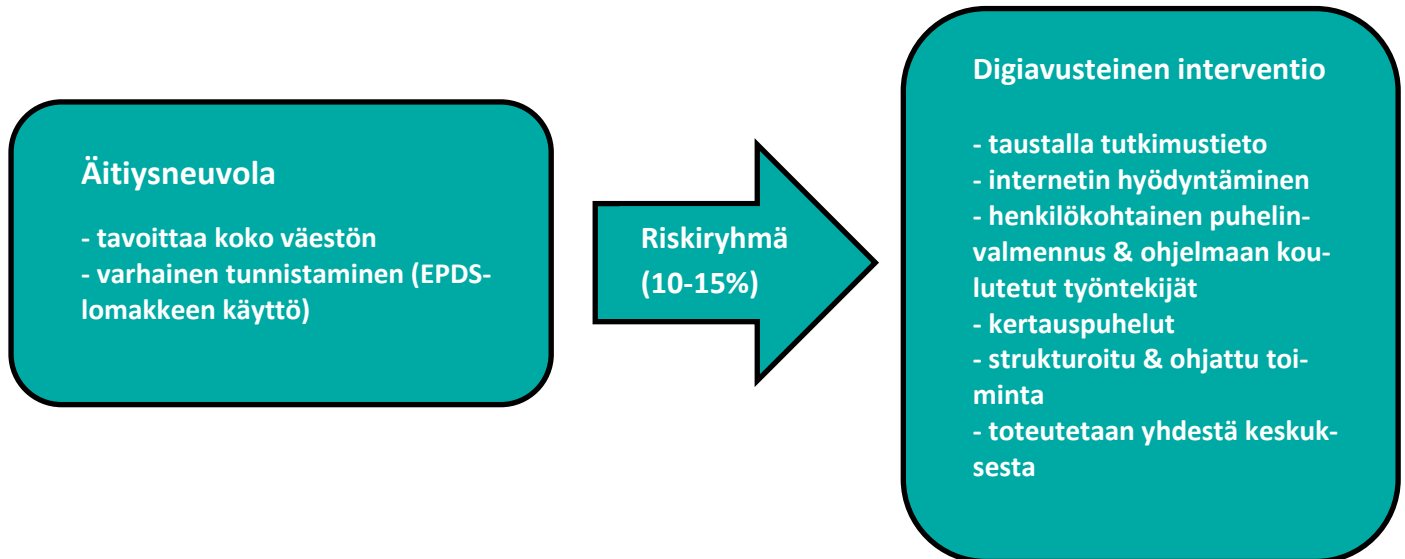 Äitiysneuvola
- tavoittaa koko väestön
- varhainen tunnistaminen (EPDS-
lomakkeen käyttö)
Riskiryhmä
(10-15%)
Digiavusteinen interventio
- taustalla tutkimustieto
- internetin hyödyntäminen
- henkilökohtainen puhelin-
valmennus & ohjelmaan kou-
lutetut työntekijät
- kertauspuhelut
- strukturoitu & ohjattu toi-
minta
- toteutetaan yhdestä keskuk-
sesta